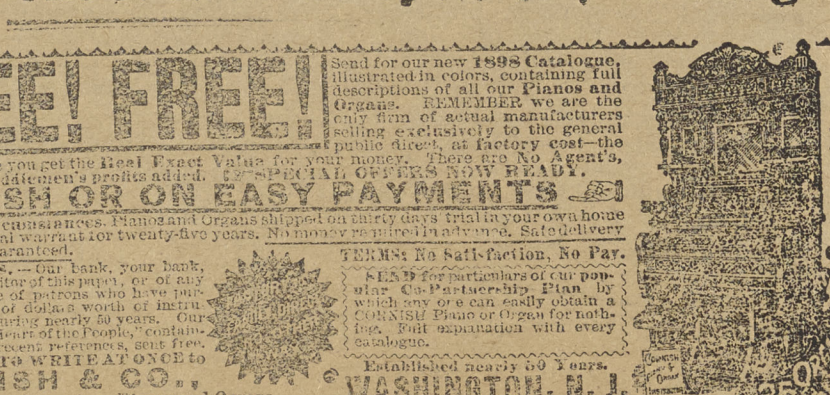 EE! FREE!
Send for our new 1898 Catalogue,
illustrated in colors, containing full
descriptions of all our Pianos and
Organs. REMEMBER we are the
only firm of actual manufacturers
selling exclusively to the general
public direct, at factory cost—the
you get the Real Exact Value for your money. There are No Agent's,
ddlemen's profits added. ☞ SPECIAL OFFERS NOW READY.
SH OR ON EASY PAYMENTS
cumstances. Pianos and Organs shipped on thirty days' trial in your own home
al warrant for twenty-five years. No money required in advance. Safe delivery
aranteed.
— Our bank, your bank,
itor of this paper, or of any
e of patrons who have pur-
of dollars worth of instru-
uring nearly 50 years. Our
eart of the People," contain-
recent references, sent free.
TO WRITE AT ONCE to
ISH & CO.,
TERMS: No Satisfaction, No Pay.
SEND for particulars of our pop-
ular Co-Partnership Plan by
which any one can easily obtain a
CORNISH Piano or Organ for noth-
ing. Full explanation with every
catalogue.
Established nearly 50 Years.
WASHINGTON, N. J.